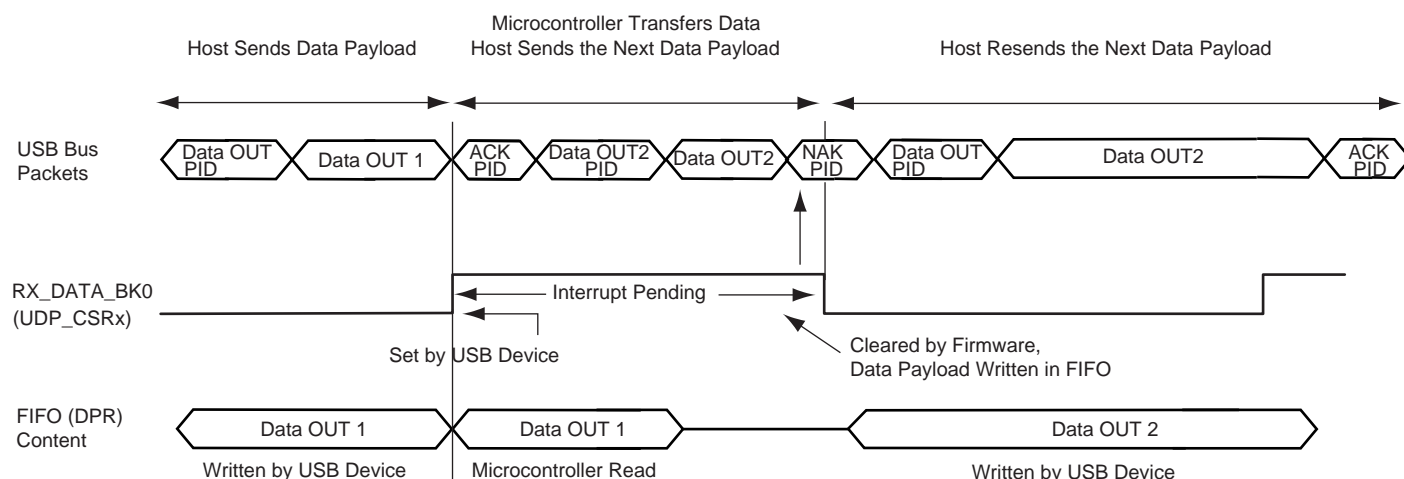 Microcontroller Transfers Data
Host Sends Data Payload
Host Sends the Next Data Payload
Host Resends the Next Data Payload
USB Bus
Packets
Data OUT
PID
Data OUT 1
ACK
PID
Data OUT2
PID
Data OUT2
NAK
PID
Data OUT
PID
Data OUT2
ACK
PID
RX_DATA_BK0
(UDP_CSRx)
Interrupt Pending
Set by USB Device
Cleared by Firmware,
Data Payload Written in FIFO
FIFO (DPR)
Content
Data OUT 1
Data OUT 1
Data OUT 2
Written by USB Device
Microcontroller Read
Written by USB Device